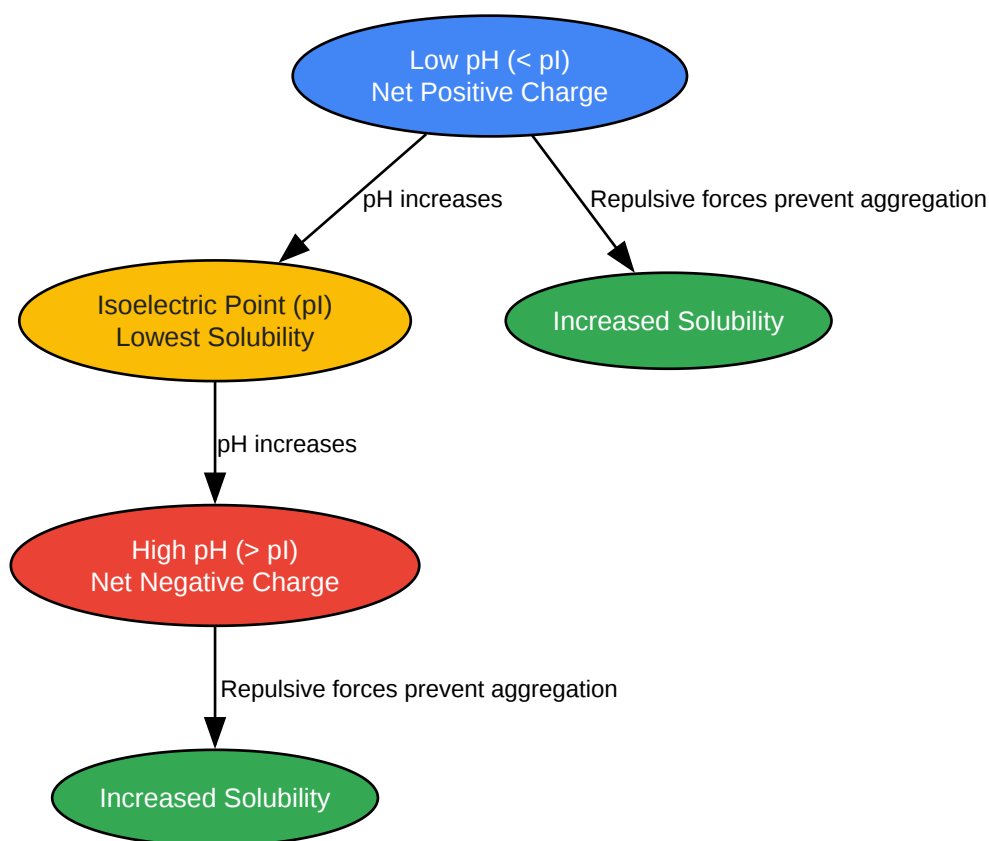 Low pH (< pI)
Net Positive Charge
pH increases
Repulsive forces prevent aggregation
Isoelectric Point (pI)
Lowest Solubility
Increased Solubility
pH increases
High pH (> pI)
Net Negative Charge
Repulsive forces prevent aggregation
Increased Solubility